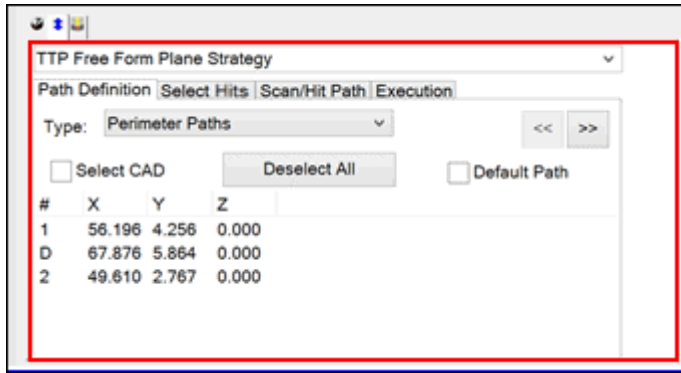 TTP Free Form Plane Strategy
Path Definition Select Hits Scan/Hit Path Execution
Type: Perimeter Paths << >>
Select CAD Deselect All Default Path
# X Y Z
1 56.196 4.256 0.000
D 67.876 5.864 0.000
2 49.610 2.767 0.000